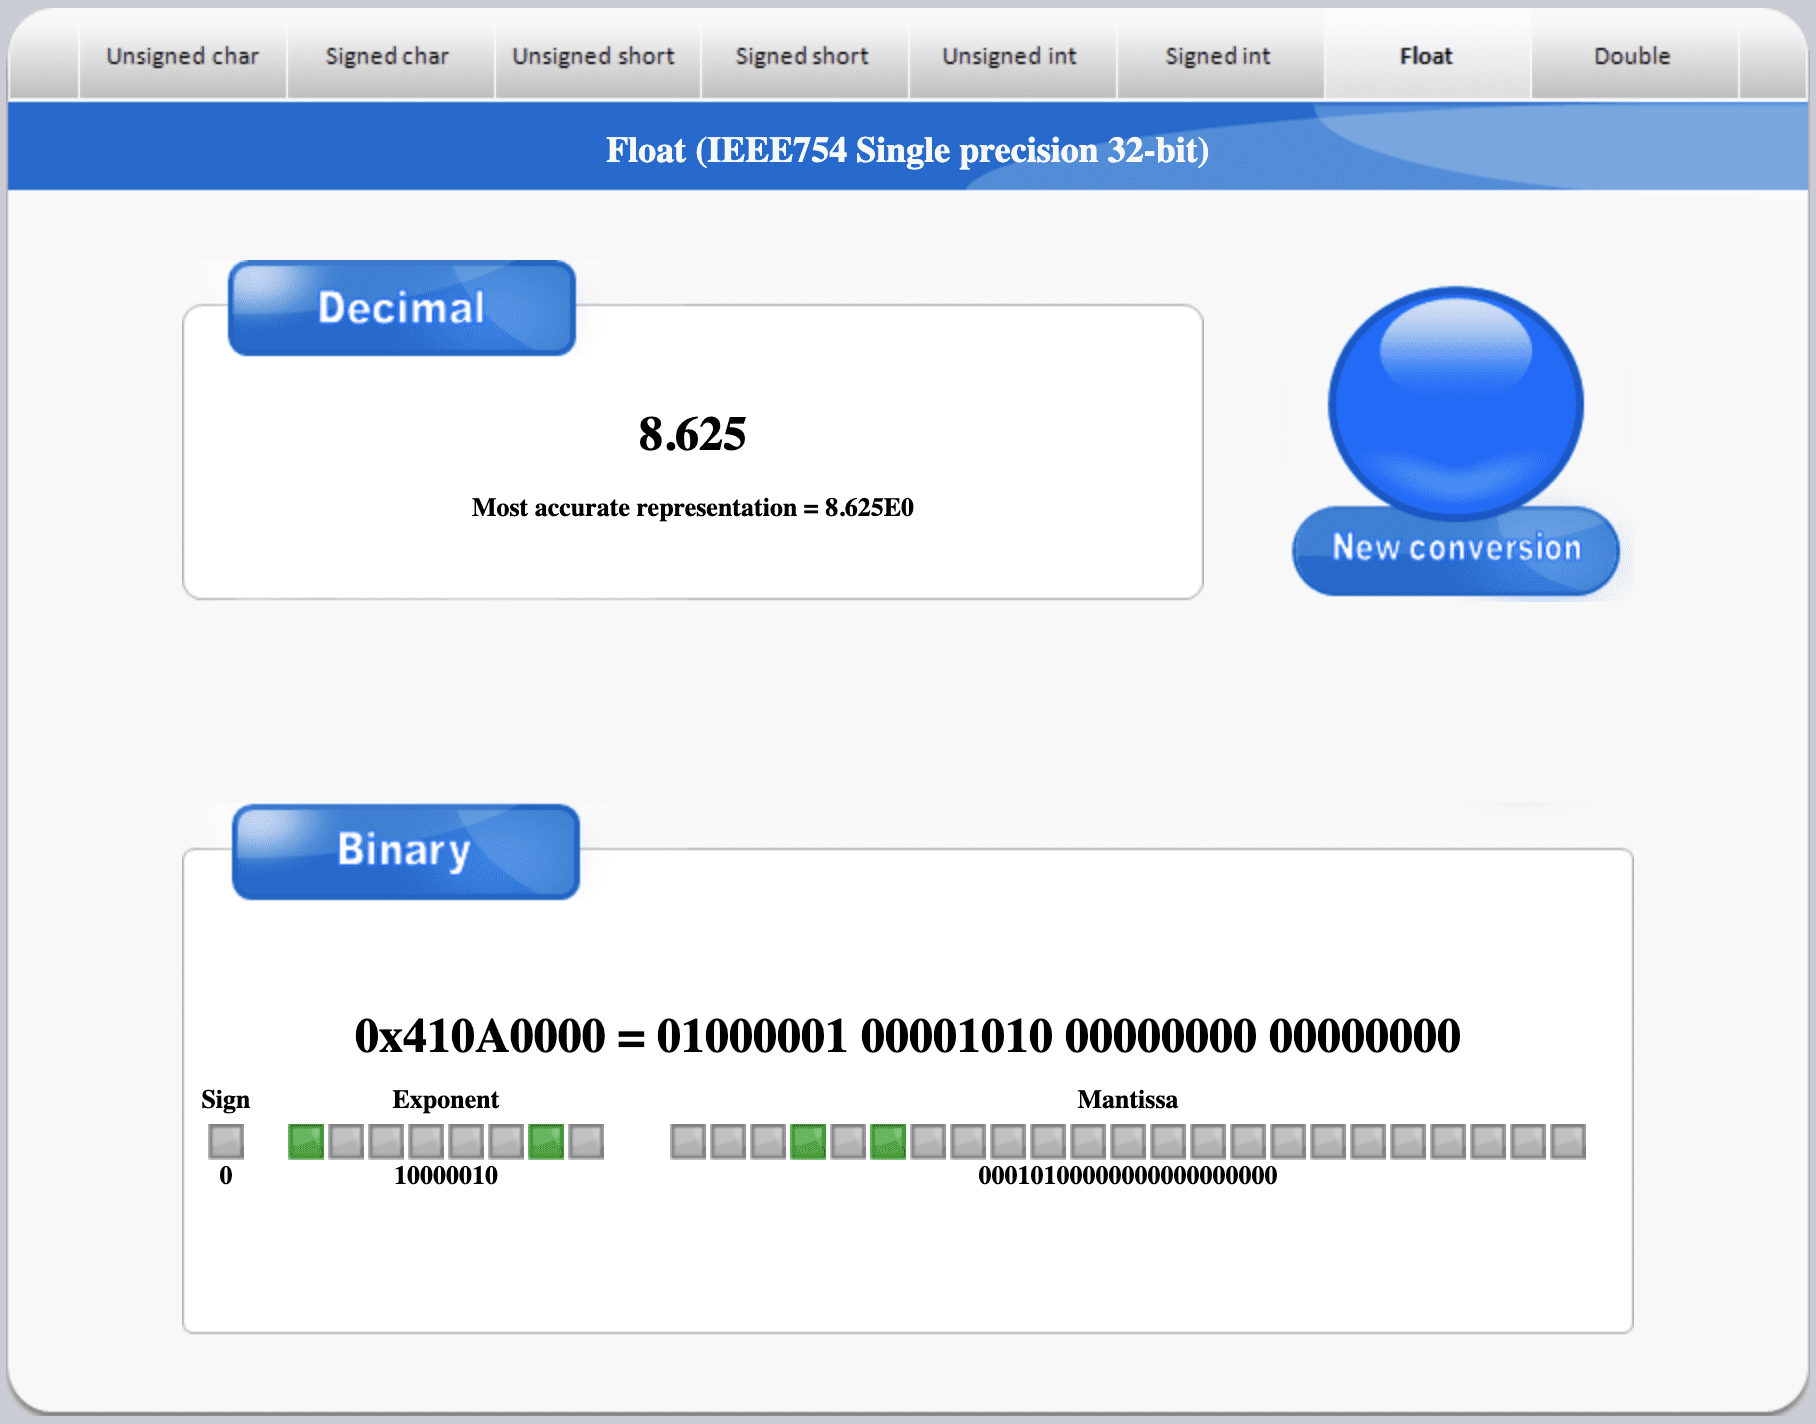 Unsigned char Signed char Unsigned short Signed short Unsigned int Signed int Float Double
Float (IEEE754 Single precision 32-bit)
Decimal
8.625
Most accurate representation = 8.625E0
New conversion
Binary
0x410A0000 = 01000001 00001010 00000000 00000000
Sign Exponent Mantissa
0 10000010 00010100000000000000000